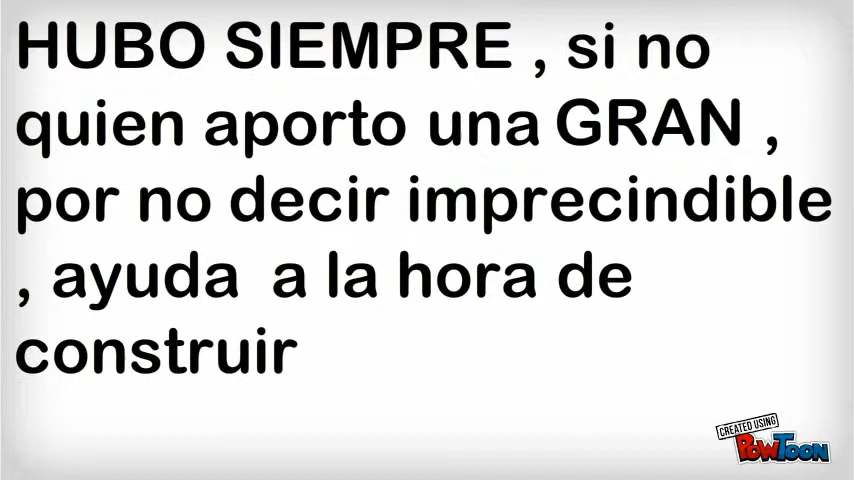 HUBO SIEMPRE , si no
quien aporto una GRAN ,
por no decir imprecindible
, ayuda a la hora de
construir
CREATED USING
POWTOON